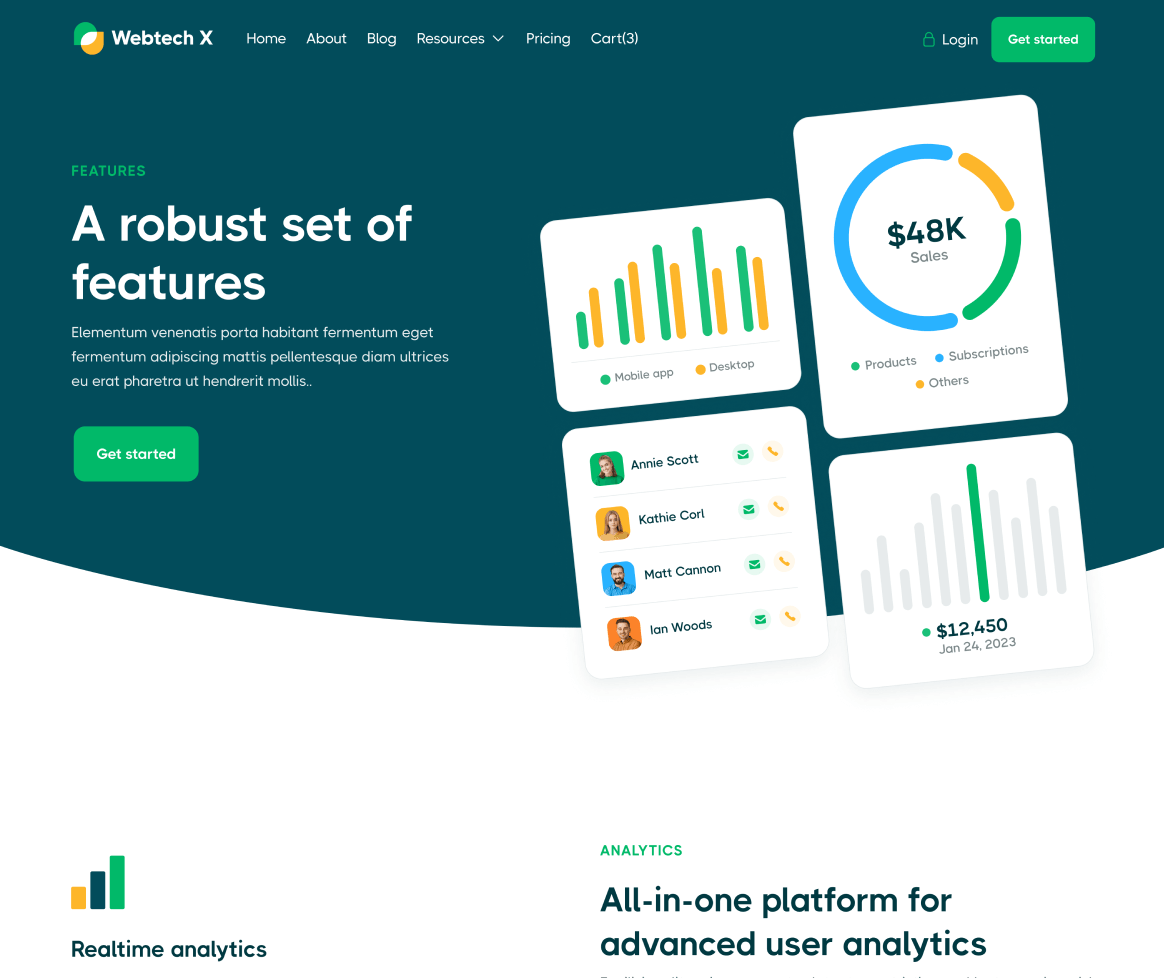 Webtech X
Home
About
Blog
Resources
Pricing
Cart(3)
Login
Get started
FEATURES
A robust set of
features
Elementum venenatis porta habitant fermentum eget
fermentum adipiscing mattis pellentesque diam ultrices
eu erat pharetra ut hendrerit mollis..
Get started
Mobile app
Desktop
$48K
Sales
Products
Subscriptions
Others
Annie Scott
Kathie Corl
Matt Cannon
Ian Woods
$12,450
Jan 24, 2023
Realtime analytics
ANALYTICS
All-in-one platform for
advanced user analytics